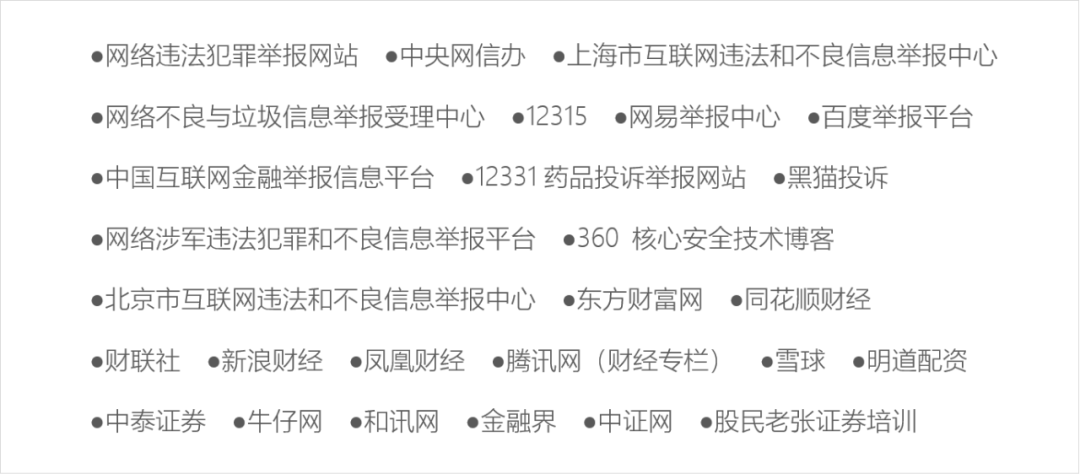 ●网络违法犯罪举报网站 ●中央网信办 ●上海市互联网违法和不良信息举报中心
●网络不良与垃圾信息举报受理中心 ●12315 ●网易举报中心 ●百度举报平台
●中国互联网金融举报信息平台 ●12331药品投诉举报网站 ●黑猫投诉
●网络涉军违法犯罪和不良信息举报平台 ●360 核心安全技术博客
●北京市互联网违法和不良信息举报中心 ●东方财富网 ●同花顺财经
●财联社 ●新浪财经 ●凤凰财经 ●腾讯网（财经专栏） ●雪球 ●明道配资
●中泰证券 ●牛仔网 ●和讯网 ●金融界 ●中证网 ●股民老张证券培训